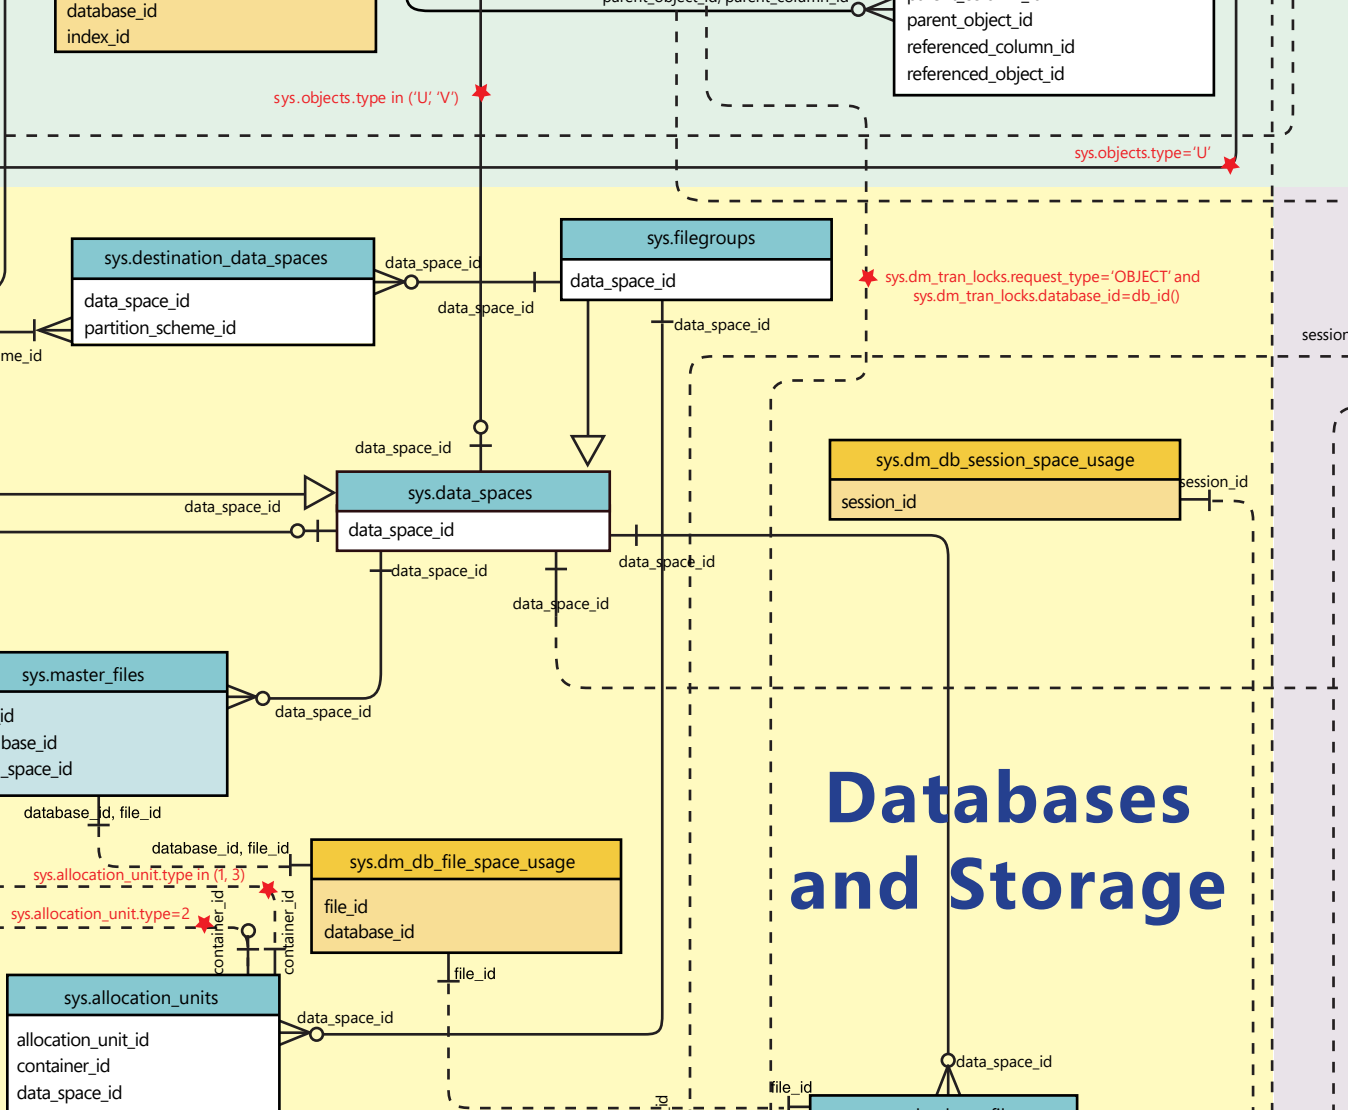 database_id
index_id
parent_object_id, parent_column_id
parent_object_id
referenced_column_id
referenced_object_id
sys.objects.type in (‘U’, ‘V’)
sys.objects.type=‘U’
sys.destination_data_spaces
data_space_id
partition_scheme_id
data_space_id
data_space_id
sys.filegroups
data_space_id
data_space_id
sys.dm_tran_locks.request_type=‘OBJECT’ and
sys.dm_tran_locks.database_id=db_id()
session
me_id
data_space_id
sys.data_spaces
data_space_id
data_space_id
data_space_id
data_space_id
data_space_id
sys.dm_db_session_space_usage
session_id
session_id
sys.master_files
_id
base_id
_space_id
data_space_id
database_id, file_id
database_id, file_id
sys.dm_db_file_space_usage
file_id
database_id
file_id
Databases
and Storage
sys.allocation_unit.type in (1, 3)
sys.allocation_unit.type=2
container_id
container_id
sys.allocation_units
allocation_unit_id
container_id
data_space_id
data_space_id
data_space_id
file_id
_id